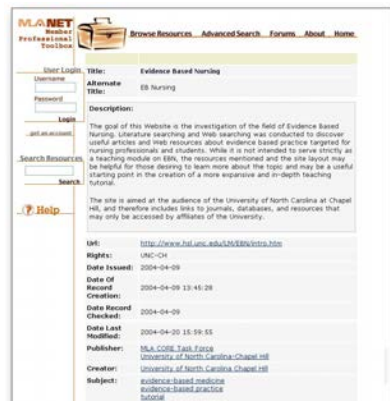 MLANET
Member
Professional
Toolbox
Browse Resources Advanced Search Forums About Home
User Login
Username
Password
Login
get an account
Search Resources
Search
? Help
Title: Evidence Based Nursing
Alternate
Title: EB Nursing
Description:
The goal of this Website is the investigation of the field of Evidence Based
Nursing. Literature searching and Web searching was conducted to discover
useful articles and Web resources about evidence based practice targeted for
nursing professionals and students. While it is not intended to serve strictly as
a teaching module on EBN, the resources mentioned and the site layout may
be helpful for those desiring to learn more about the topic and may be a useful
starting point in the creation of a more expansive and in-depth teaching
tutorial.
The site is aimed at the audience of the University of North Carolina at Chapel
Hill, and therefore includes links to journals, databases, and resources that
may only be accessed by affiliates of the University.
Url: http://www.hsl.unc.edu/LM/EBN/intro.htm
Rights: UNC-CH
Date Issued: 2004-04-09
Date Of
Record
Creation: 2004-04-09 13:45:28
Date Record
Checked: 2004-04-09
Date Last
Modified: 2004-04-20 15:59:55
Publisher: MLA CORE Task Force
University of North Carolina-Chapel Hill
Creator: University of North Carolina-Chapel Hill
Subject: evidence-based medicine
evidence-based practice
tutorial